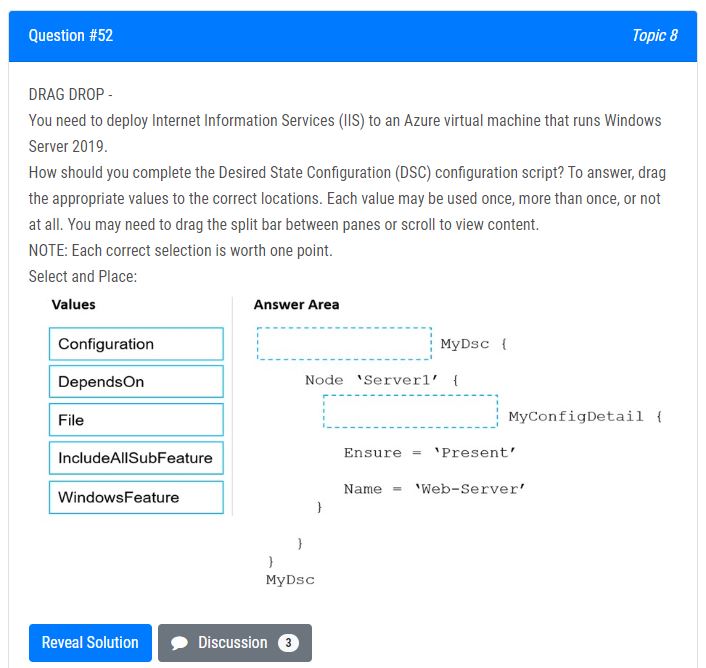 Question #52 Topic 8
DRAG DROP -
You need to deploy Internet Information Services (IIS) to an Azure virtual machine that runs Windows
Server 2019.
How should you complete the Desired State Configuration (DSC) configuration script? To answer, drag
the appropriate values to the correct locations. Each value may be used once, more than once, or not
at all. You may need to drag the split bar between panes or scroll to view content.
NOTE: Each correct selection is worth one point.
Select and Place:
Values
Configuration
DependsOn
File
IncludeAllSubFeature
WindowsFeature
Answer Area
MyDsc {
Node ‛Server1′ {
MyConfigDetail {
Ensure = ‛Present′
Name = ‛Web-Server′
}
}
}
MyDsc
Reveal Solution
Discussion 3